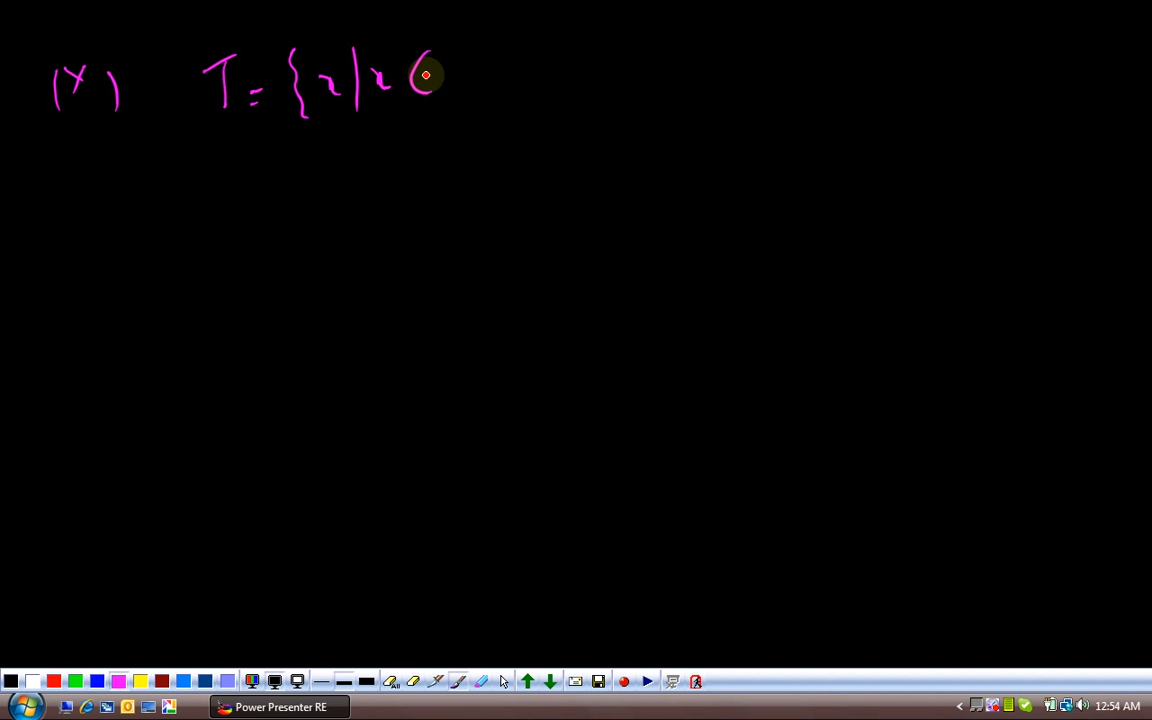 (x) T = {x|x (
Power Presenter RE
12:54 AM